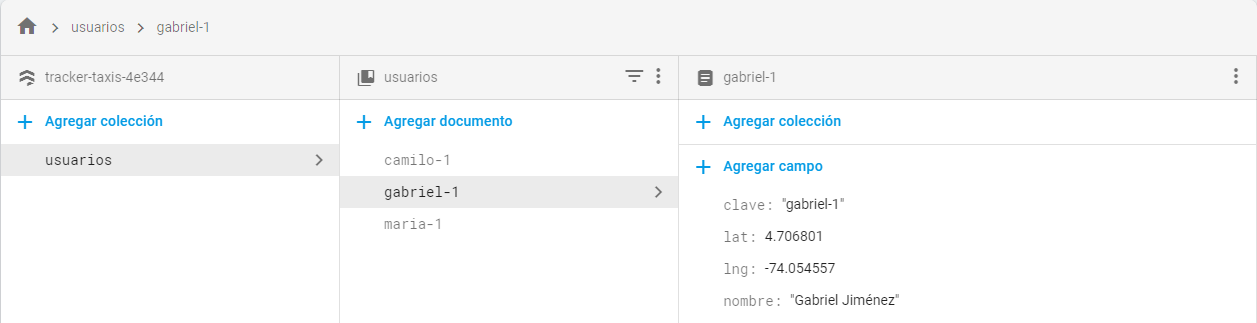 usuarios > gabriel-1
tracker-taxis-4e344
usuarios
gabriel-1
Agregar colección
Agregar documento
Agregar colección
usuarios
camilo-1
gabriel-1
maria-1
Agregar campo
clave: "gabriel-1"
lat: 4.706801
lng: -74.054557
nombre: "Gabriel Jiménez"